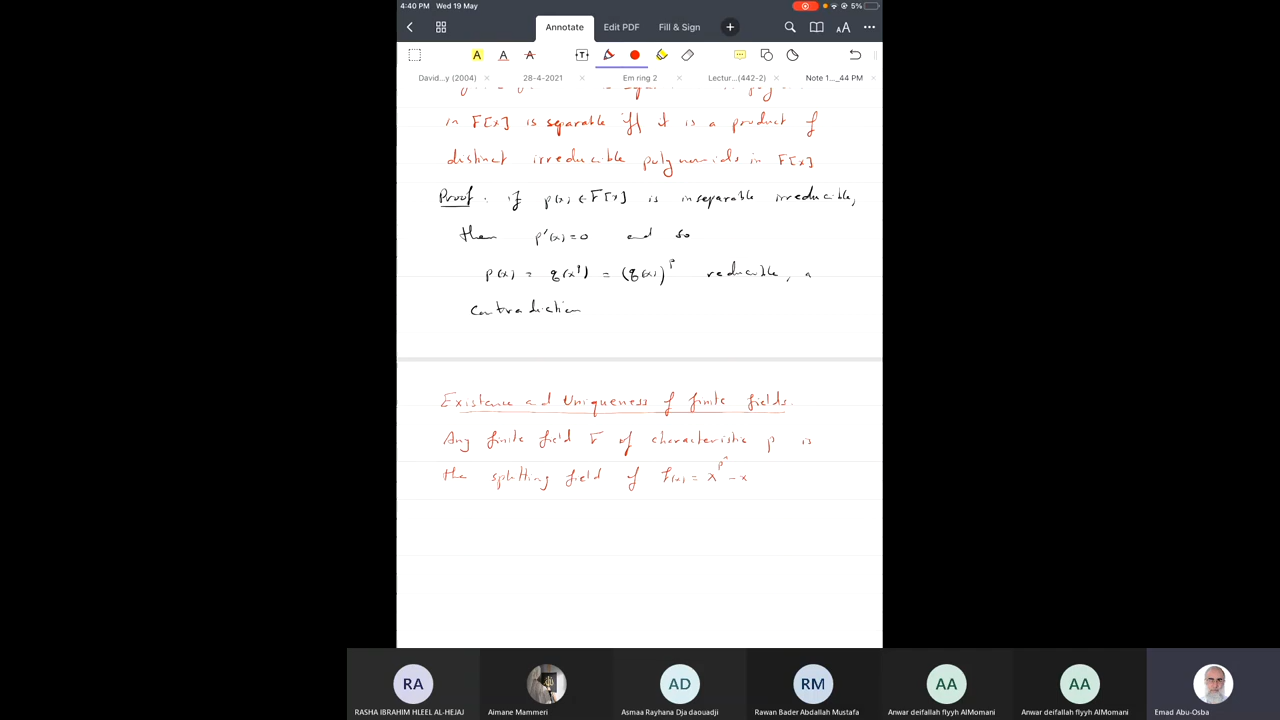 4:40 PM Wed 19 May
5%
Annotate
Edit PDF
Fill & Sign
David...y (2004)
28-4-2021
Em ring 2
Lectur...(442-2)
Note 1..._44 PM
in F[x] is separable iff it is a product of
distinct irreducible polynomials in F[x]
Proof: if p(x) ∈ F[x] is inseparable irreducible,
then p'(x)=0 and so
p(x) = q(x^p) = (q(x))^p reducible, a
contradiction
Existance and Uniqueness of finite fields.
Any finite field F of characteristic p is
the splitting field of f(x) = x^{p^n} - x
RA
AD
RM
AA
AA
RASHA IBRAHIM HLEEL AL-HEJAJ
Aimane Mammeri
Asmaa Rayhana Dja daouadji
Rawan Bader Abdallah Mustafa
Anwar deifallah flyyh AlMomani
Anwar deifallah flyyh AlMomani
Emad Abu-Osba